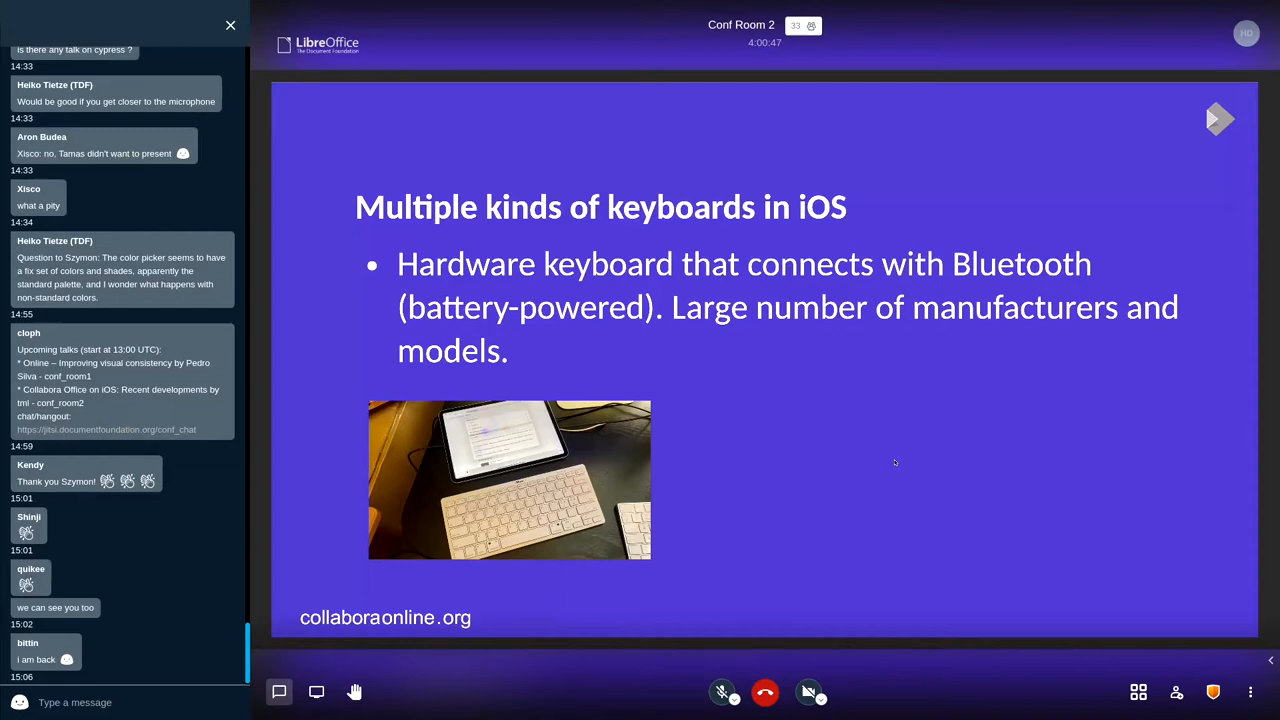 is there any talk on cypress ?
14:33
Heiko Tietze (TDF)
Would be good if you get closer to the microphone
14:33
Aron Budea
Xisco: no, Tamas didn't want to present
14:33
Xisco
what a pity
14:34
Heiko Tietze (TDF)
Question to Szymon: The color picker seems to have
a fix set of colors and shades, apparently the
standard palette, and I wonder what happens with
non-standard colors.
14:55
cloph
Upcoming talks (start at 13:00 UTC):
* Online – Improving visual consistency by Pedro
Silva - conf_room1
* Collabora Office on iOS: Recent developments by
tml - conf_room2
chat/hangout:
https://jitsi.documentfoundation.org/conf_chat
14:59
Kendy
Thank you Szymon!
15:01
Shinji
15:01
quikee
we can see you too
15:02
bittin
i am back
15:06
Type a message
LibreOffice
The Document Foundation
Conf Room 2
33
4:00:47
HD
Multiple kinds of keyboards in iOS
• Hardware keyboard that connects with Bluetooth
(battery-powered). Large number of manufacturers and
models.
collaboraonline.org